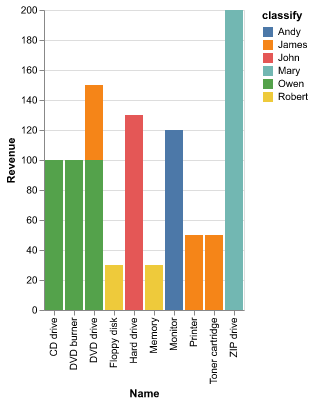 classify
Andy
James
John
Mary
Owen
Robert
Revenue
200
180
160
140
120
100
80
60
40
20
0
CD drive
DVD burner
DVD drive
Floppy disk
Hard drive
Memory
Monitor
Printer
Toner cartridge
ZIP drive
Name